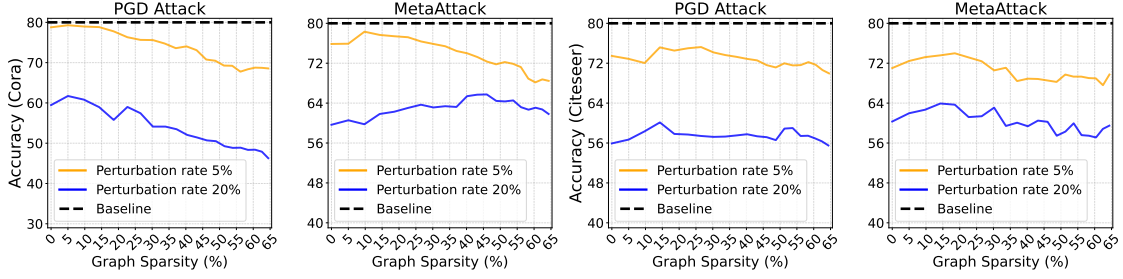 PGD Attack
Accuracy (Cora)
80
70
60
50
40
30
Perturbation rate 5%
Perturbation rate 20%
Baseline
0 5 10 15 20 25 30 35 40 45 50 55 60 65
Graph Sparsity (%)
MetaAttack
80
72
64
56
48
40
Perturbation rate 5%
Perturbation rate 20%
Baseline
0 5 10 15 20 25 30 35 40 45 50 55 60 65
Graph Sparsity (%)
PGD Attack
Accuracy (Citeseer)
80
72
64
56
48
40
Perturbation rate 5%
Perturbation rate 20%
Baseline
0 5 10 15 20 25 30 35 40 45 50 55 60 65
Graph Sparsity (%)
MetaAttack
80
72
64
56
48
40
Perturbation rate 5%
Perturbation rate 20%
Baseline
0 5 10 15 20 25 30 35 40 45 50 55 60 65
Graph Sparsity (%)